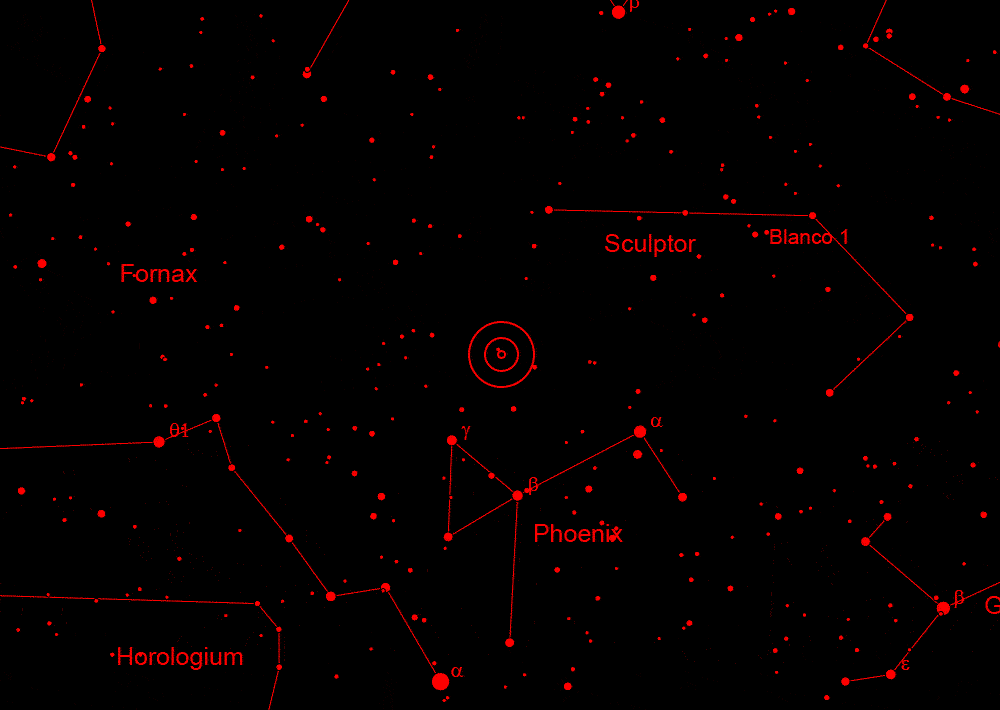 β
Sculptor
Blanco 1
Fornax
θ1
γ
α
β
Phoenix
β
G
Horologium
α
ε